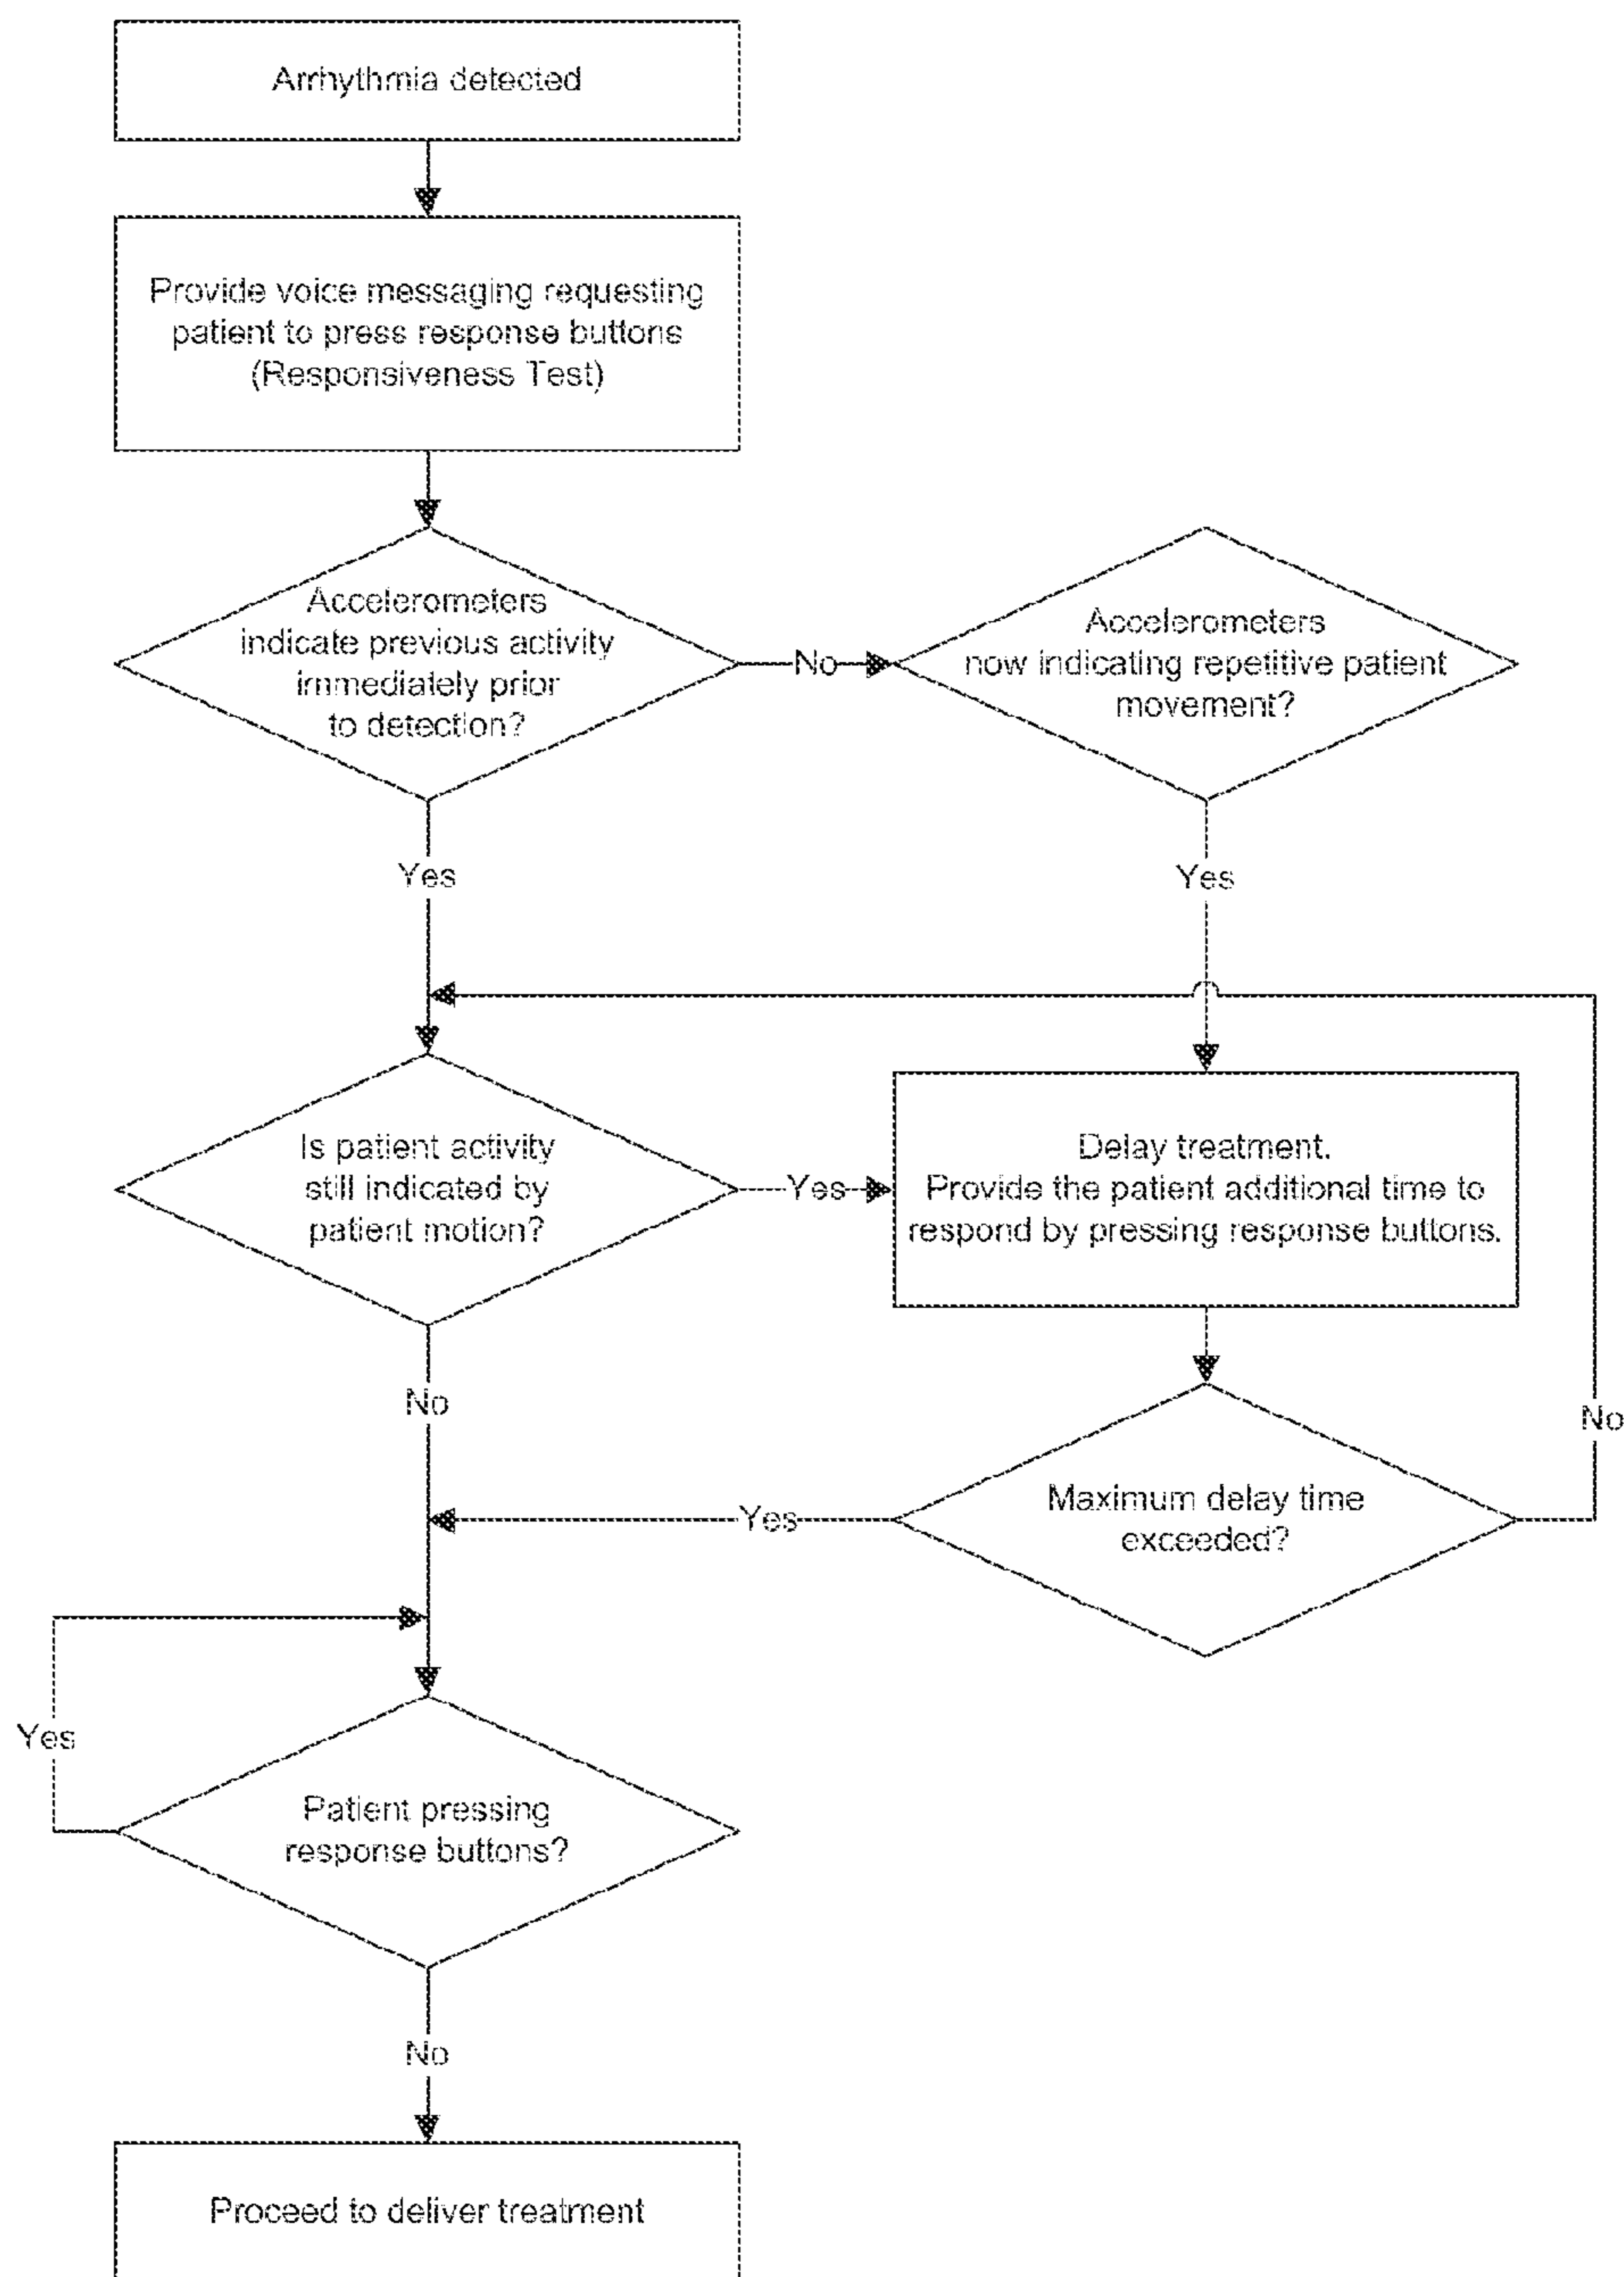 Arrhythmia detected
Provide voice messaging requesting
patient to press response buttons
(Responsiveness Test)
Accelerometers
indicate previous activity
immediately prior
to detection?
No
Accelerometers
now indicating repetitive patient
movement?
Yes
Yes
Is patient activity
still indicated by
patient motion?
Yes
Delay treatment.
Provide the patient additional time to
respond by pressing response buttons.
No
No
Maximum delay time
exceeded?
Yes
Yes
Patient pressing
response buttons?
No
Proceed to deliver treatment